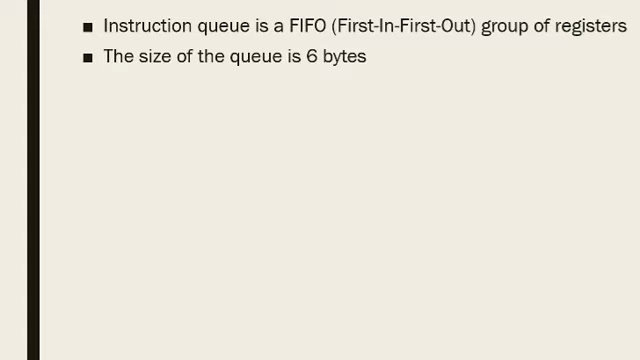 ■ Instruction queue is a FIFO (First-In-First-Out) group of registers
■ The size of the queue is 6 bytes